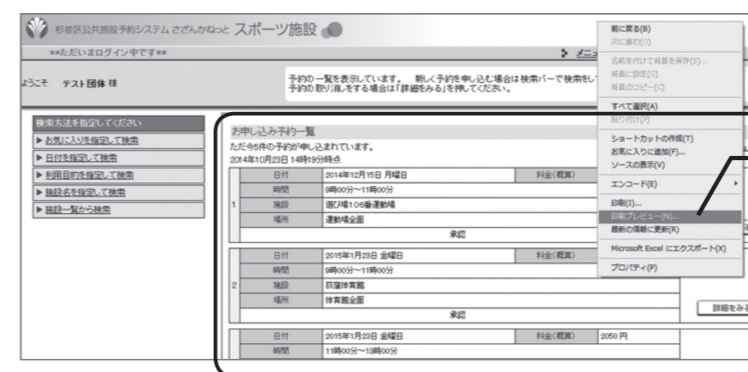 杉並区公共施設予約システム さざんかねっと スポーツ施設
**ただいまログイン中です**
ようこそ テスト団体 様
予約の一覧を表示しています。 新しく予約を申し込む場合は検索バーで検索をし
予約の取り消しをする場合は「詳細をみる」を押してください。
検索方法を指定してください
▶ お気に入りを指定して検索
▶ 日付を指定して検索
▶ 利用目的を指定して検索
▶ 施設名を指定して検索
▶ 施設一覧から検索
お申し込み予約一覧
ただ今5件の予約が申し込まれています。
2014年10月23日 14時19分時点
1
日付 2014年12月15日 月曜日 料金(概算)
時間 9時00分~11時00分
施設 遊び場106番運動場
場所 運動場全面
承認
2
日付 2015年1月23日 金曜日 料金(概算)
時間 9時00分~11時00分
施設 荻窪体育館
場所 体育館全面
承認
詳細をみる
日付 2015年1月23日 金曜日 料金(概算) 2050 円
時間 11時00分~13時00分
前に戻る(B)
次に進む(O)
名前を付けて背景を保存(S)...
背景に設定(G)
背景のコピー(C)
すべて選択(A)
貼り付け(P)
ショートカットの作成(T)
お気に入りに追加(F)...
ソースの表示(V)
エンコード(E)
印刷(I)...
印刷プレビュー(N)...
最新の情報に更新(R)
Microsoft Excel にエクスポート(X)
プロパティ(P)